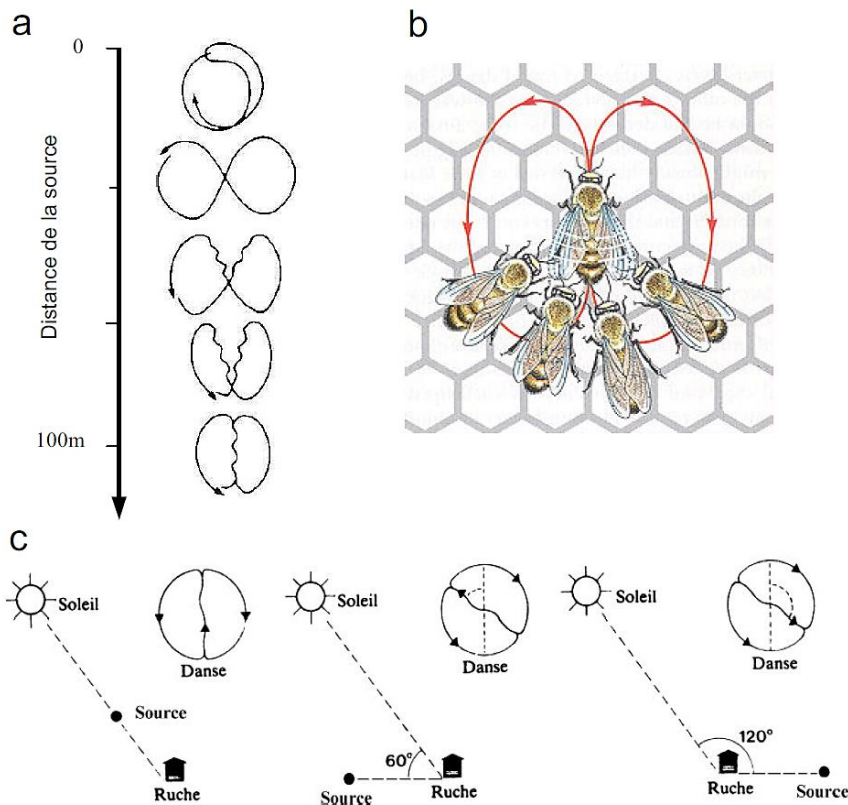 a
0
Distance de la source
100m
b
c
Soleil
Danse
Source
Ruche
Soleil
Danse
60°
Source
Ruche
Soleil
Danse
120°
Ruche
Source